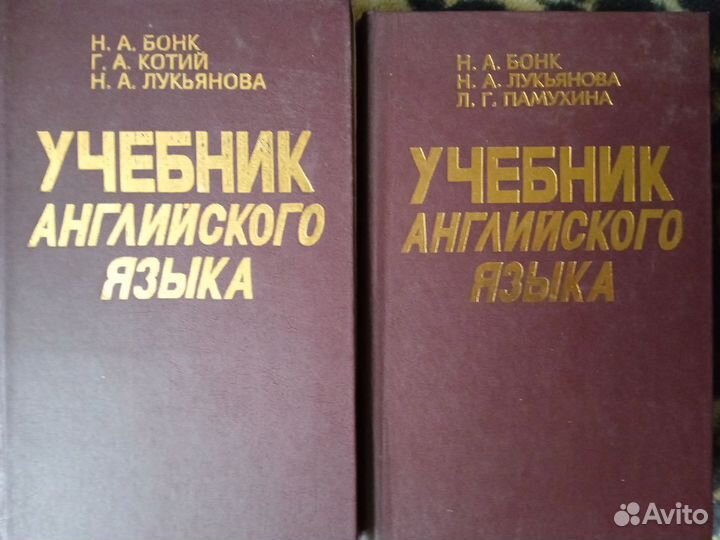 Н. А. БОНК
Г. А. КОТИЙ
Н. А. ЛУКЬЯНОВА
УЧЕБНИК
АНГЛИЙСКОГО
ЯЗЫКА
Н. А. БОНК
Н. А. ЛУКЬЯНОВА
Л. Г. ПАМУХИНА
УЧЕБНИК
АНГЛИЙСКОГО
ЯЗЫКА
Avito